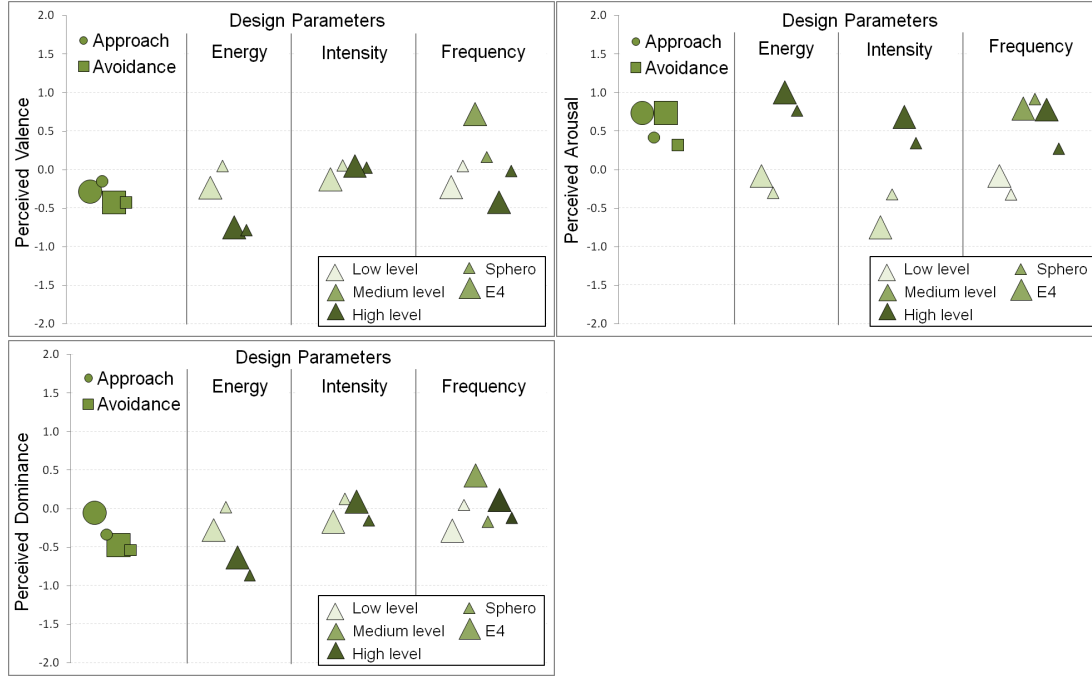 Design Parameters
Approach
Avoidance
Energy
Intensity
Frequency
Perceived Valence
2.0
1.5
1.0
0.5
0.0
-0.5
-1.0
-1.5
-2.0
Low level
Sphero
Medium level
E4
High level
Design Parameters
Approach
Avoidance
Energy
Intensity
Frequency
Perceived Arousal
2.0
1.5
1.0
0.5
0.0
-0.5
-1.0
-1.5
-2.0
Low level
Sphero
Medium level
E4
High level
Design Parameters
Approach
Avoidance
Energy
Intensity
Frequency
Perceived Dominance
2.0
1.5
1.0
0.5
0.0
-0.5
-1.0
-1.5
-2.0
Low level
Sphero
Medium level
E4
High level